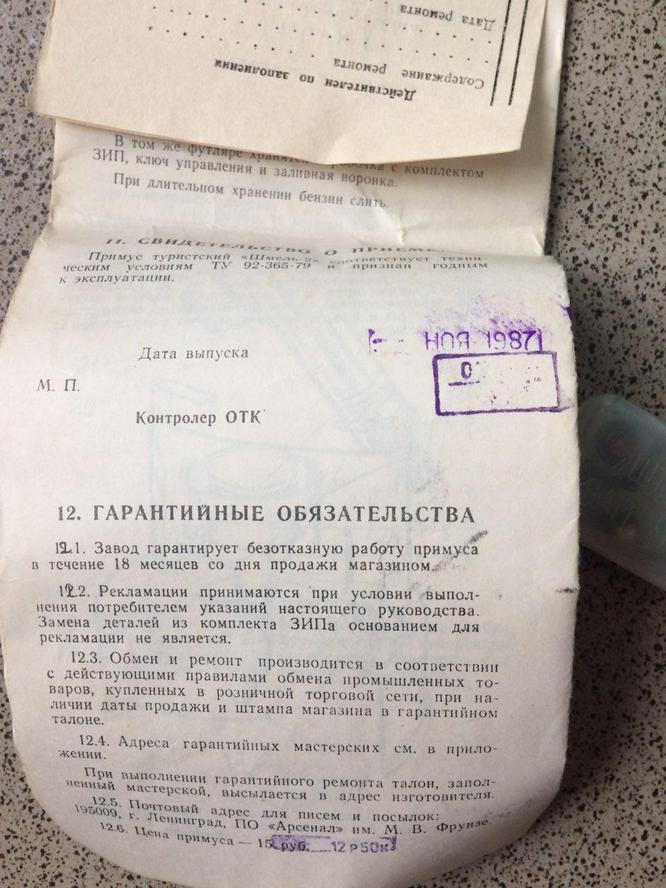 Дата ремонта
Содержание ремонта
Действителен по заполнении
В том же футляре с комплектом
ЗИП, ключ управления и заливная воронка.
При длительном хранении бензин слить.
11. СВИДЕТЕЛЬСТВО О
Примус туристский «Шмель-2» соответствует техни-
ческим условиям ТУ 92-365-79 и признан годным
к эксплуатации.
Дата выпуска
НОЯ 1987
М. П.
Контролер ОТК
12. ГАРАНТИЙНЫЕ ОБЯЗАТЕЛЬСТВА
12.1. Завод гарантирует безотказную работу примуса
в течение 18 месяцев со дня продажи магазином.
12.2. Рекламации принимаются при условии выпол-
нения потребителем указаний настоящего руководства.
Замена деталей из комплекта ЗИПа основанием для
рекламации не является.
12.3. Обмен и ремонт производится в соответствии
с действующими правилами обмена промышленных то-
варов, купленных в розничной торговой сети, при на-
личии даты продажи и штампа магазина в гарантийном
талоне.
12.4. Адреса гарантийных мастерских см. в прило-
жении.
При выполнении гарантийного ремонта талон, запол-
ненный мастерской, высылается в адрес изготовителя.
12.5. Почтовый адрес для писем и посылок:
195009, г. Ленинград, ПО «Арсенал» им. М. В. Фрунзе
12.6. Цена примуса — 15 руб. 12 р 50к